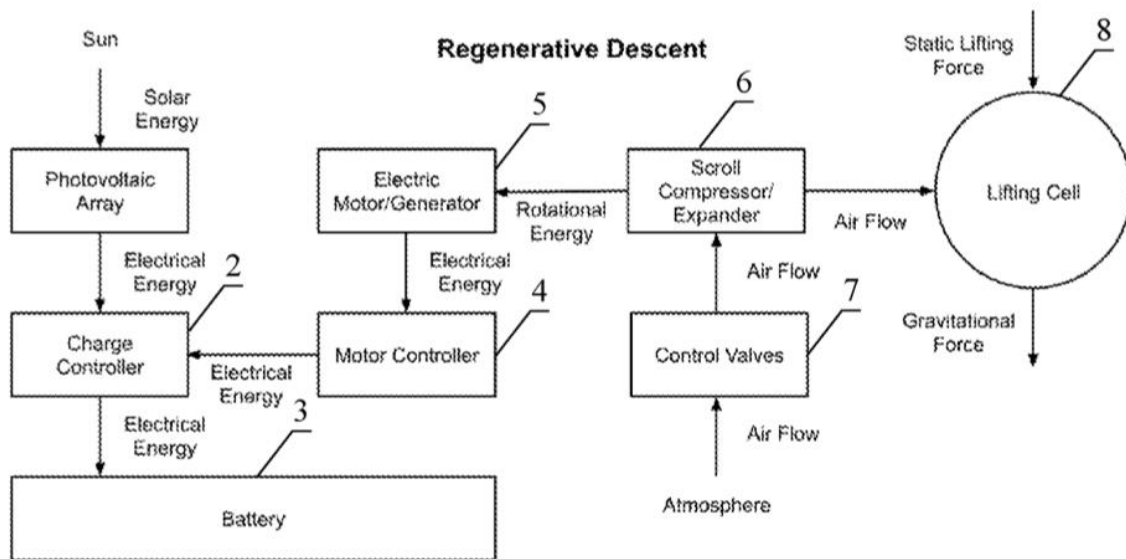 Regenerative Descent
Sun
Solar
Energy
Photovoltaic
Array
Electrical
Energy
2
Charge
Controller
Electrical
Energy
3
Battery
5
Electric
Motor/Generator
Electrical
Energy
4
Motor Controller
Electrical
Energy
Rotational
Energy
6
Scroll
Compressor/
Expander
Air Flow
7
Control Valves
Air Flow
Atmosphere
Air Flow
Static Lifting
Force
8
Lifting Cell
Gravitational
Force